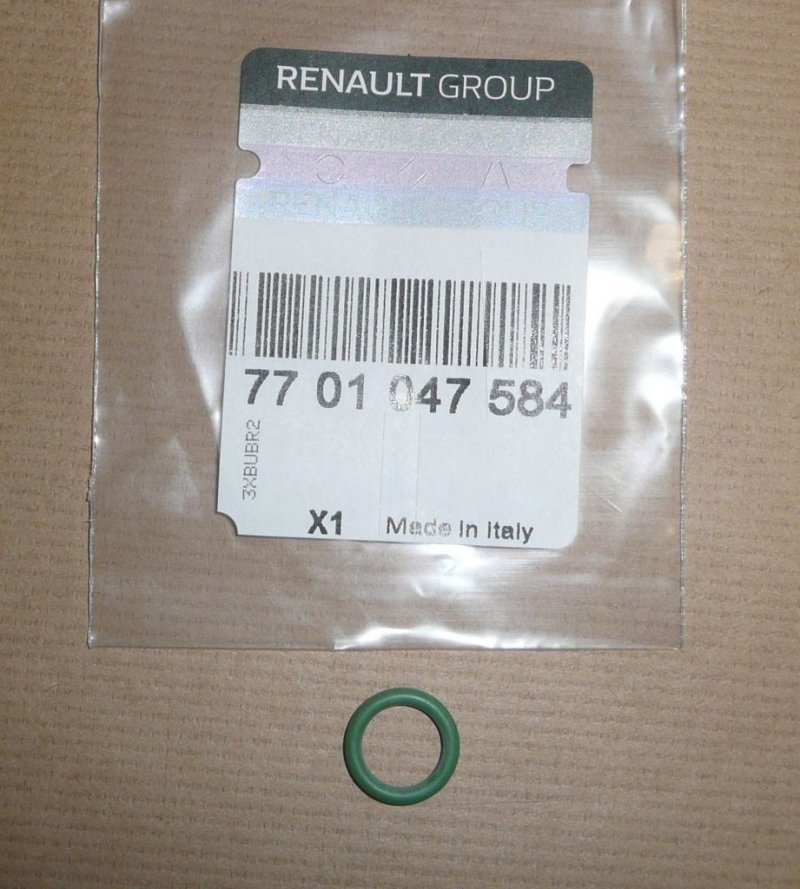 RENAULT GROUP
77 01 047 584
3XBUBR2
X1 Made in Italy